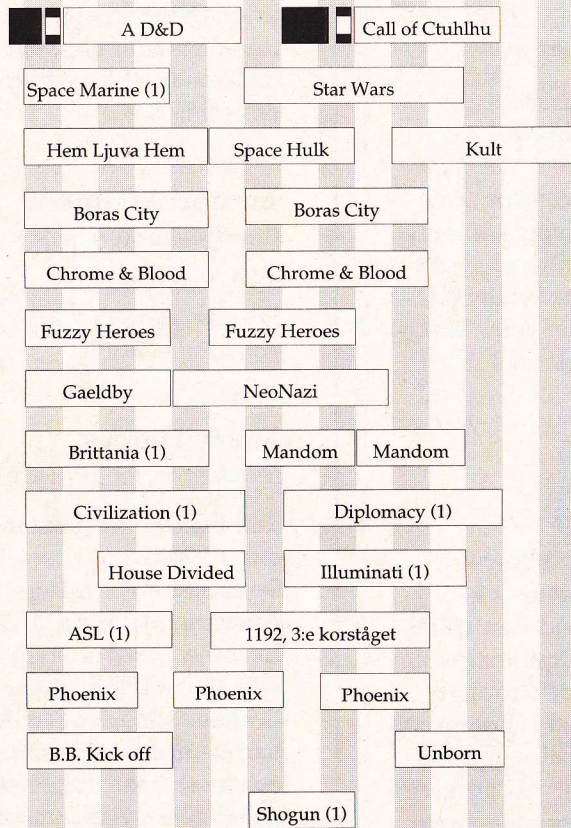 A D&D Call of Ctuhlhu
Space Marine (1) Star Wars
Hem Ljuva Hem Space Hulk Kult
Boras City Boras City
Chrome & Blood Chrome & Blood
Fuzzy Heroes Fuzzy Heroes
Gaeldby NeoNazi
Brittania (1) Mandom Mandom
Civilization (1) Diplomacy (1)
House Divided Illuminati (1)
ASL (1) 1192, 3:e korståget
Phoenix Phoenix Phoenix
B.B. Kick off Unborn
Shogun (1)